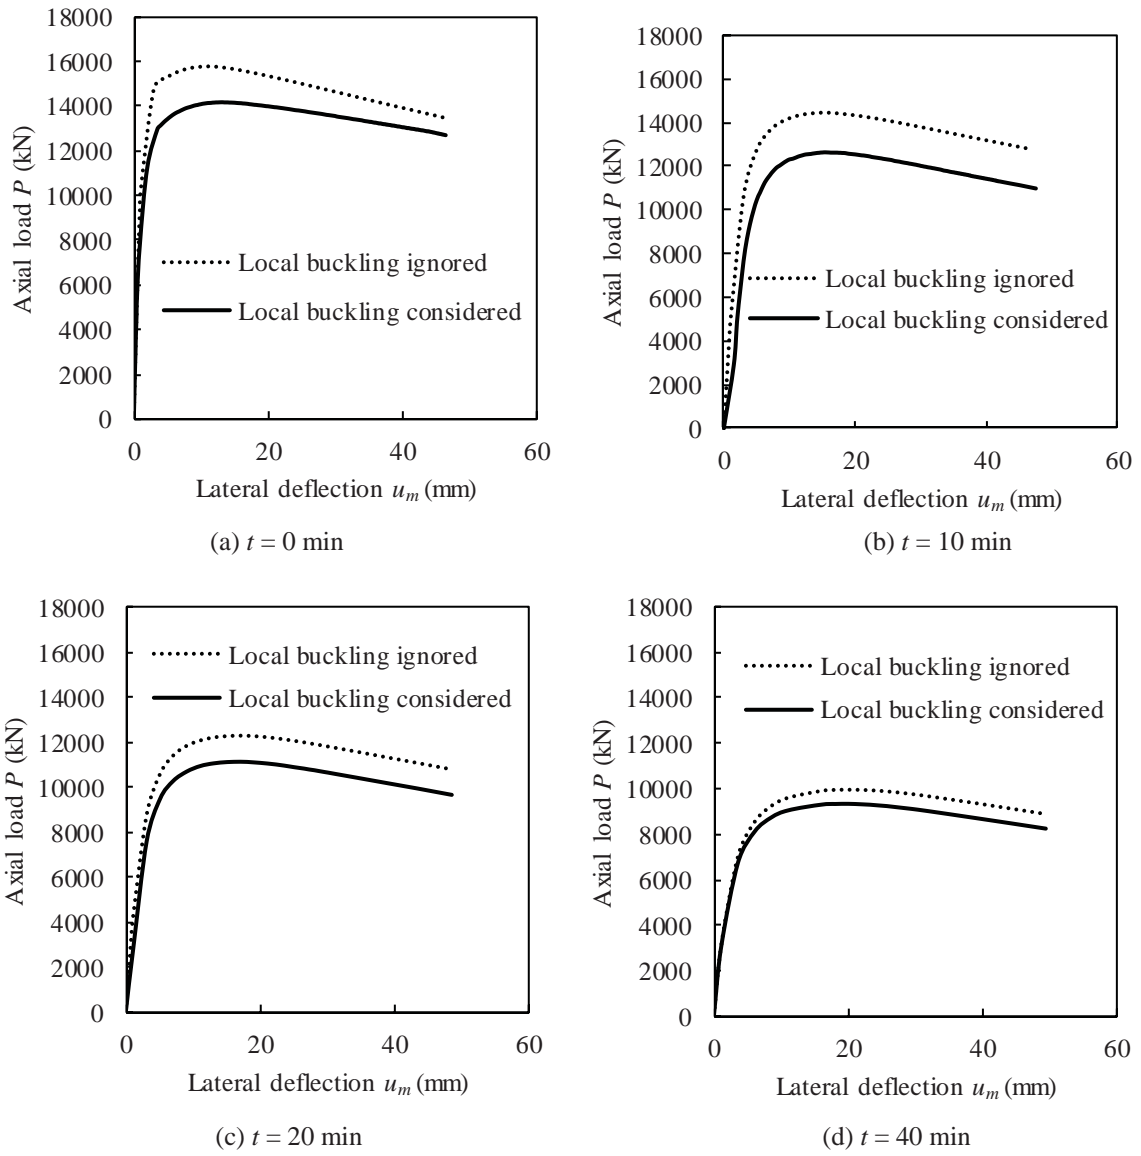 18000
16000
14000
12000
10000
8000
6000
4000
2000
0
Axial load P (kN)
Local buckling ignored
Local buckling considered
0 20 40 60
Lateral deflection um (mm)
(a) t = 0 min
18000
16000
14000
12000
10000
8000
6000
4000
2000
0
Axial load P (kN)
Local buckling ignored
Local buckling considered
0 20 40 60
Lateral deflection um (mm)
(b) t = 10 min
18000
16000
14000
12000
10000
8000
6000
4000
2000
0
Axial load P (kN)
Local buckling ignored
Local buckling considered
0 20 40 60
Lateral deflection um (mm)
(c) t = 20 min
18000
16000
14000
12000
10000
8000
6000
4000
2000
0
Axial load P (kN)
Local buckling ignored
Local buckling considered
0 20 40 60
Lateral deflection um (mm)
(d) t = 40 min